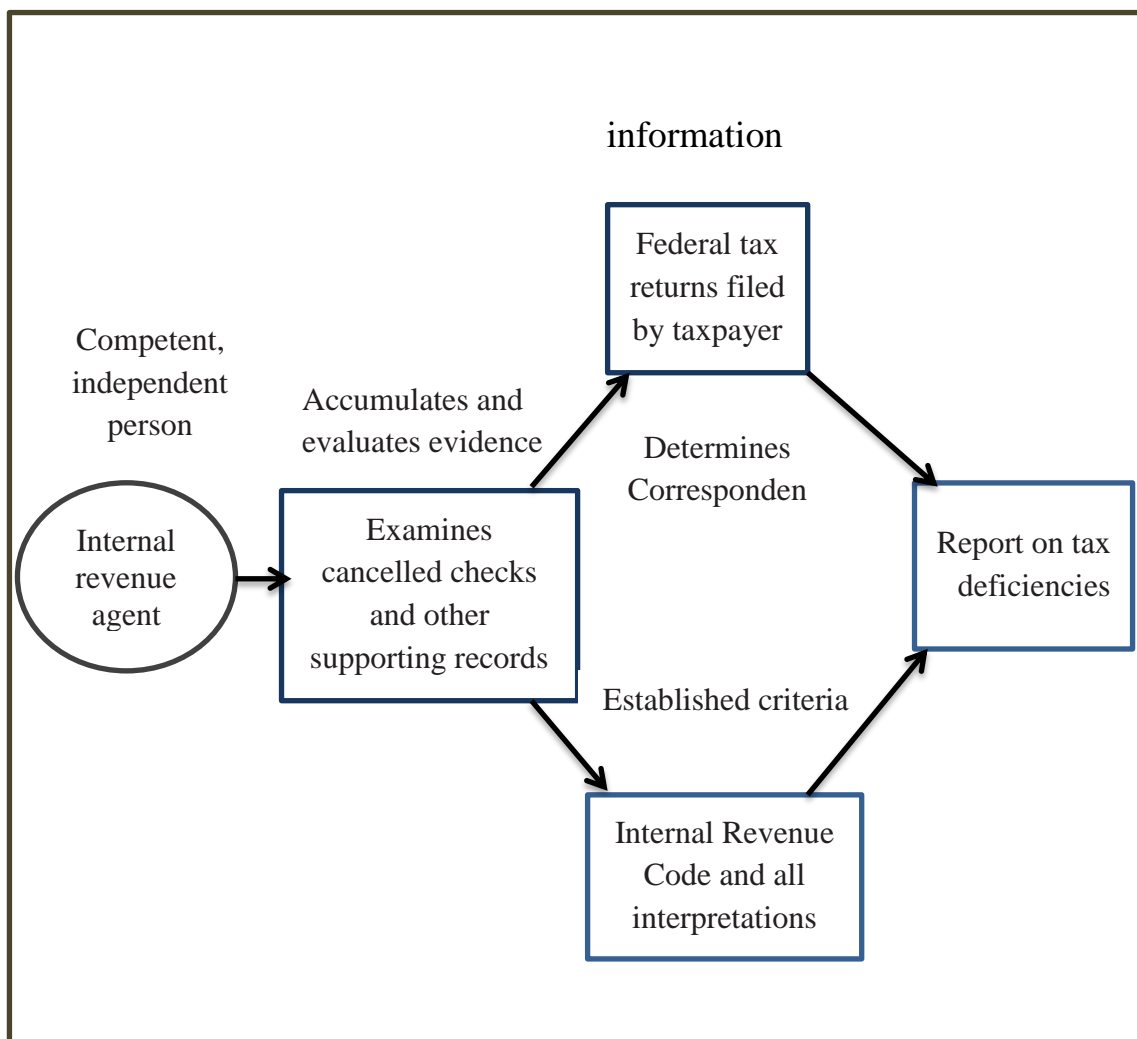 information
Federal tax
returns filed
by taxpayer
Competent,
independent
person
Accumulates and
evaluates evidence
Determines
Corresponden
Internal
revenue
agent
Examines
cancelled checks
and other
supporting records
Report on tax
deficiencies
Established criteria
Internal Revenue
Code and all
interpretations